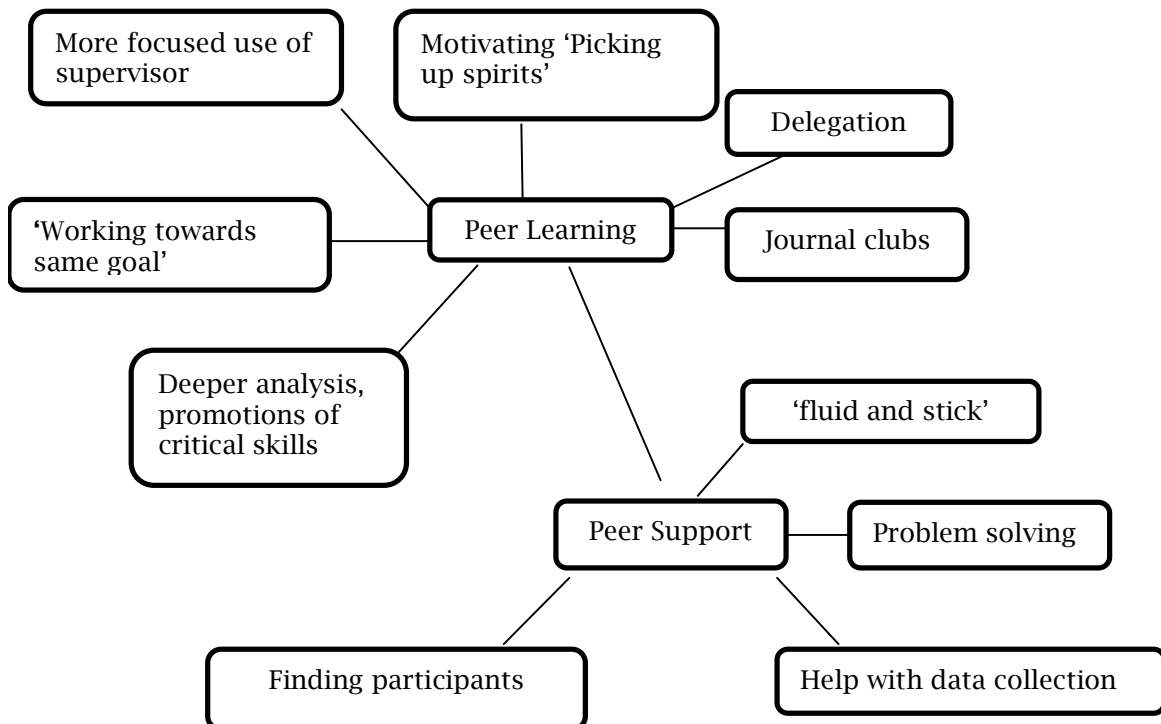 More focused use of
supervisor
Motivating ‘Picking
up spirits’
Delegation
‘Working towards
same goal’
Peer Learning
Journal clubs
Deeper analysis,
promotions of
critical skills
‘fluid and stick’
Peer Support
Problem solving
Finding participants
Help with data collection